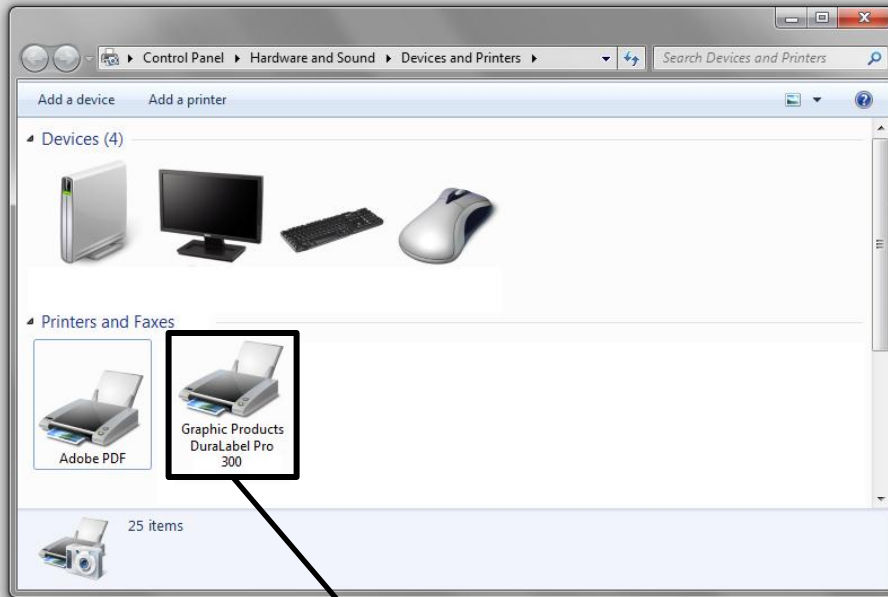 Control Panel ▸ Hardware and Sound ▸ Devices and Printers ▸
Search Devices and Printers
Add a device Add a printer
Devices (4)
Printers and Faxes
Adobe PDF
Graphic Products
DuraLabel Pro
300
25 items